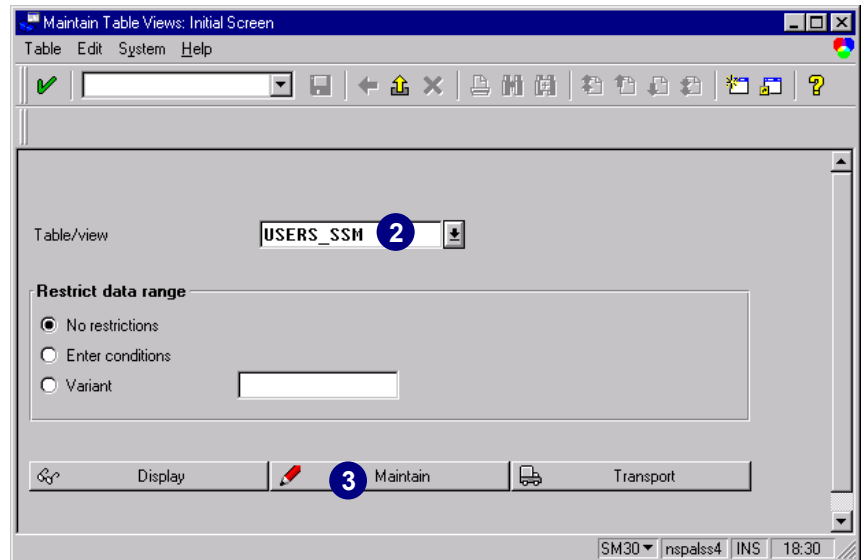 Maintain Table Views: Initial Screen
Table Edit System Help
Table/view USERS_SSM 2
Restrict data range
No restrictions
Enter conditions
Variant
Display 3 Maintain Transport
SM30 nspalss4 INS 18:30